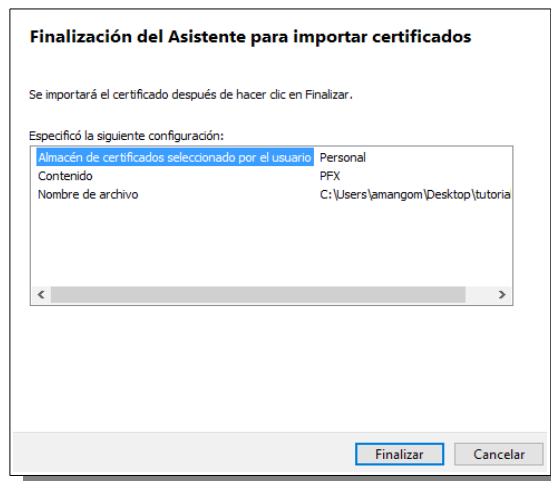 Finalización del Asistente para importar certificados
Se importará el certificado después de hacer clic en Finalizar.
Especificó la siguiente configuración:
Almacén de certificados seleccionado por el usuario Personal
Contenido PFX
Nombre de archivo C:\Users\amangom\Desktop\tutoria
Finalizar Cancelar